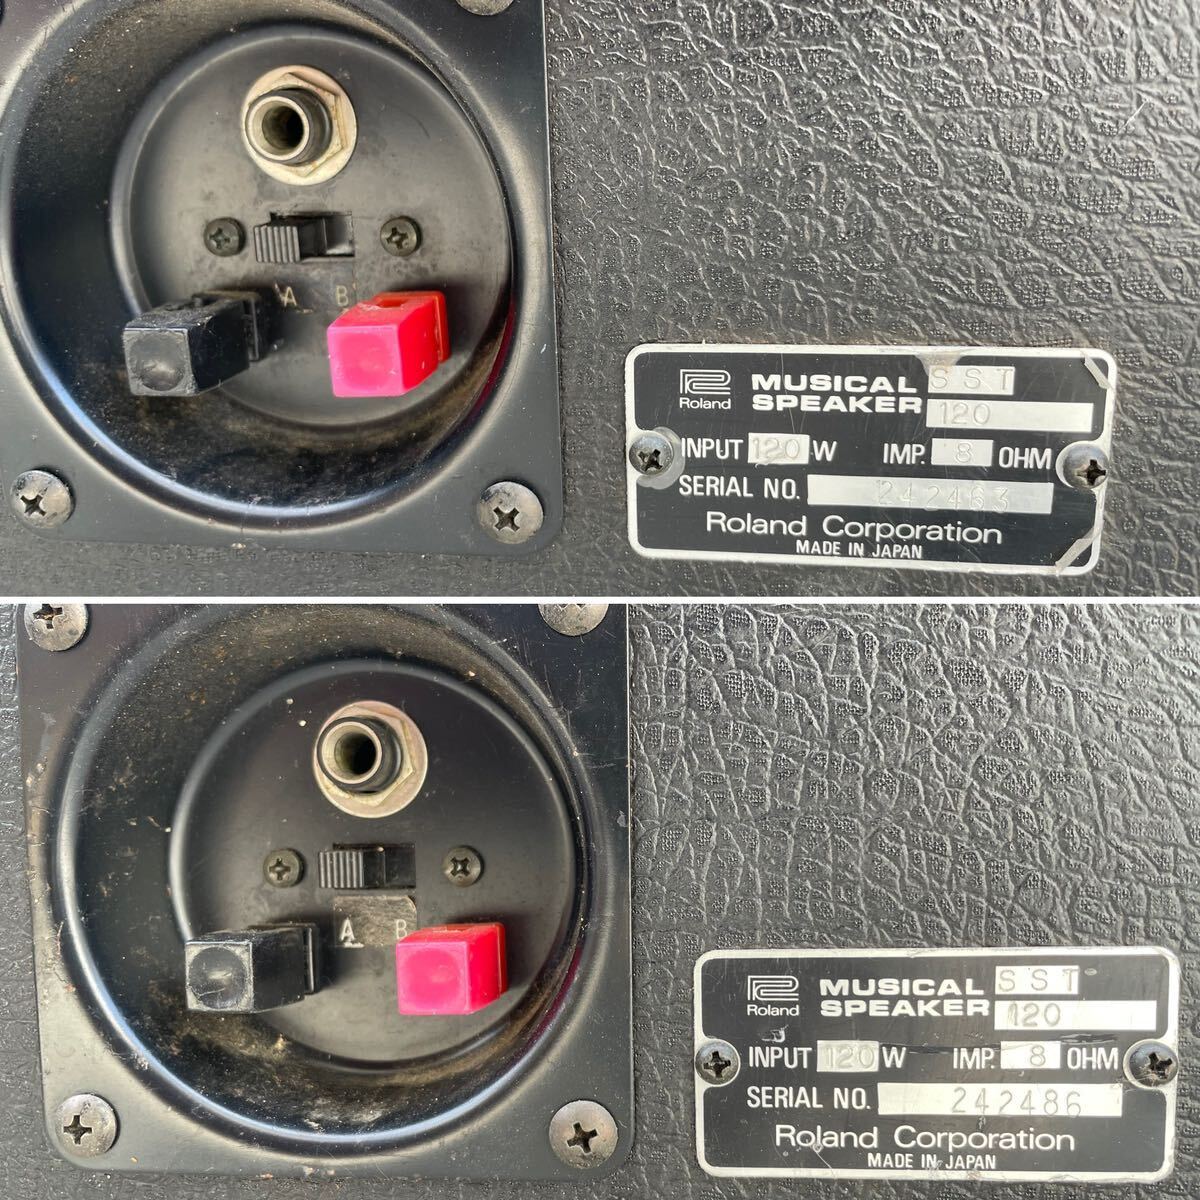 A B
Roland MUSICAL SPEAKER SST
120
INPUT 120 W IMP. 8 OHM
SERIAL NO. 242463
Roland Corporation
MADE IN JAPAN
A B
Roland MUSICAL SPEAKER SST
120
INPUT 120 W IMP. 8 OHM
SERIAL NO. 242486
Roland Corporation
MADE IN JAPAN